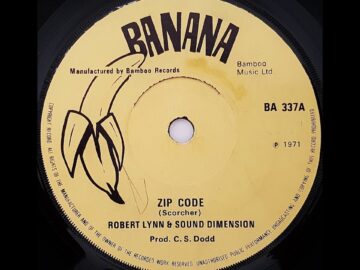 BANANA
Manufactured by Bamboo Records
Bamboo
Music Ltd
BA 337A
℗ 1971
ZIP CODE
(Scorcher)
ROBERT LYNN & SOUND DIMENSION
Prod. C. S. Dodd